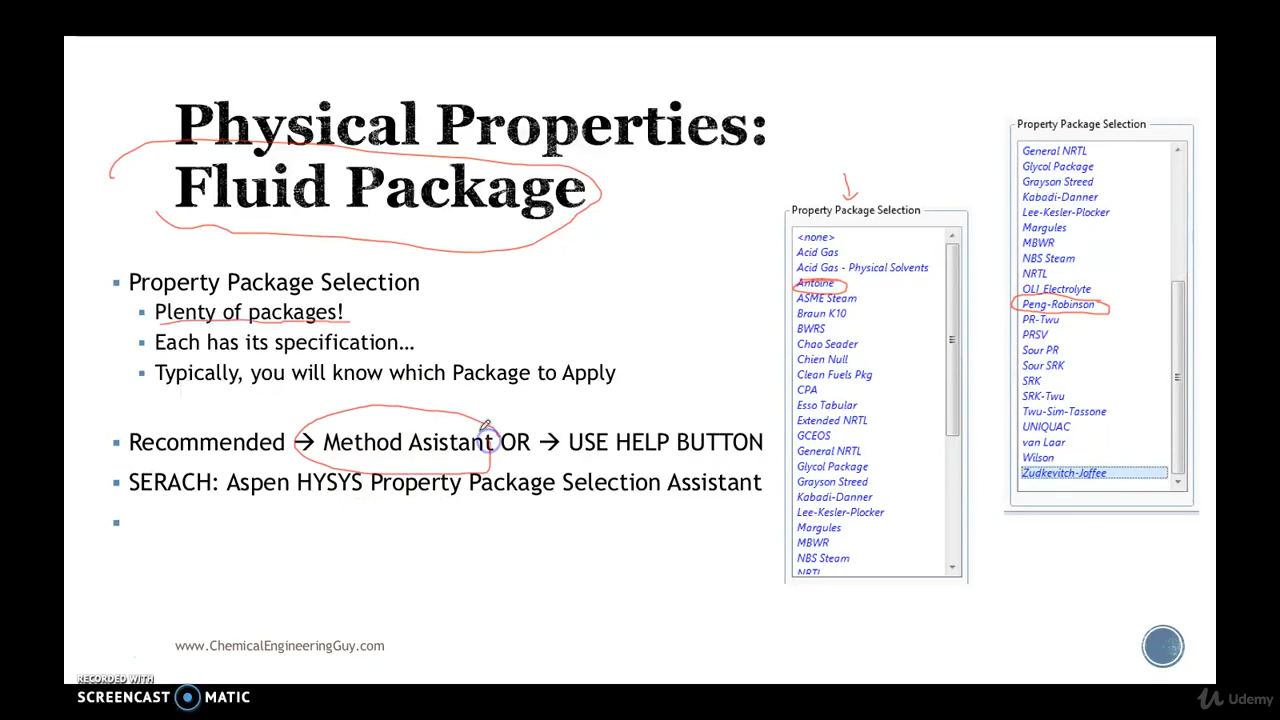 Physical Properties:
Fluid Package
Property Package Selection
Plenty of packages!
Each has its specification...
Typically, you will know which Package to Apply
Recommended → Method Asistant OR → USE HELP BUTTON
SERACH: Aspen HYSYS Property Package Selection Assistant
Property Package Selection
<none>
Acid Gas
Acid Gas - Physical Solvents
Antoine
ASME Steam
Braun K10
BWRS
Chao Seader
Chien Null
Clean Fuels Pkg
CPA
Esso Tabular
Extended NRTL
GCEOS
General NRTL
Glycol Package
Grayson Streed
Kabadi-Danner
Lee-Kesler-Plocker
Margules
MBWR
NBS Steam
NRTL
Property Package Selection
General NRTL
Glycol Package
Grayson Streed
Kabadi-Danner
Lee-Kesler-Plocker
Margules
MBWR
NBS Steam
NRTL
OLI_Electrolyte
Peng-Robinson
PR-Twu
PRSV
Sour PR
Sour SRK
SRK
SRK-Twu
Twu-Sim-Tassone
UNIQUAC
van Laar
Wilson
Zudkevitch-Joffee
www.ChemicalEngineeringGuy.com
RECORDED WITH
SCREENCAST MATIC
Udemy